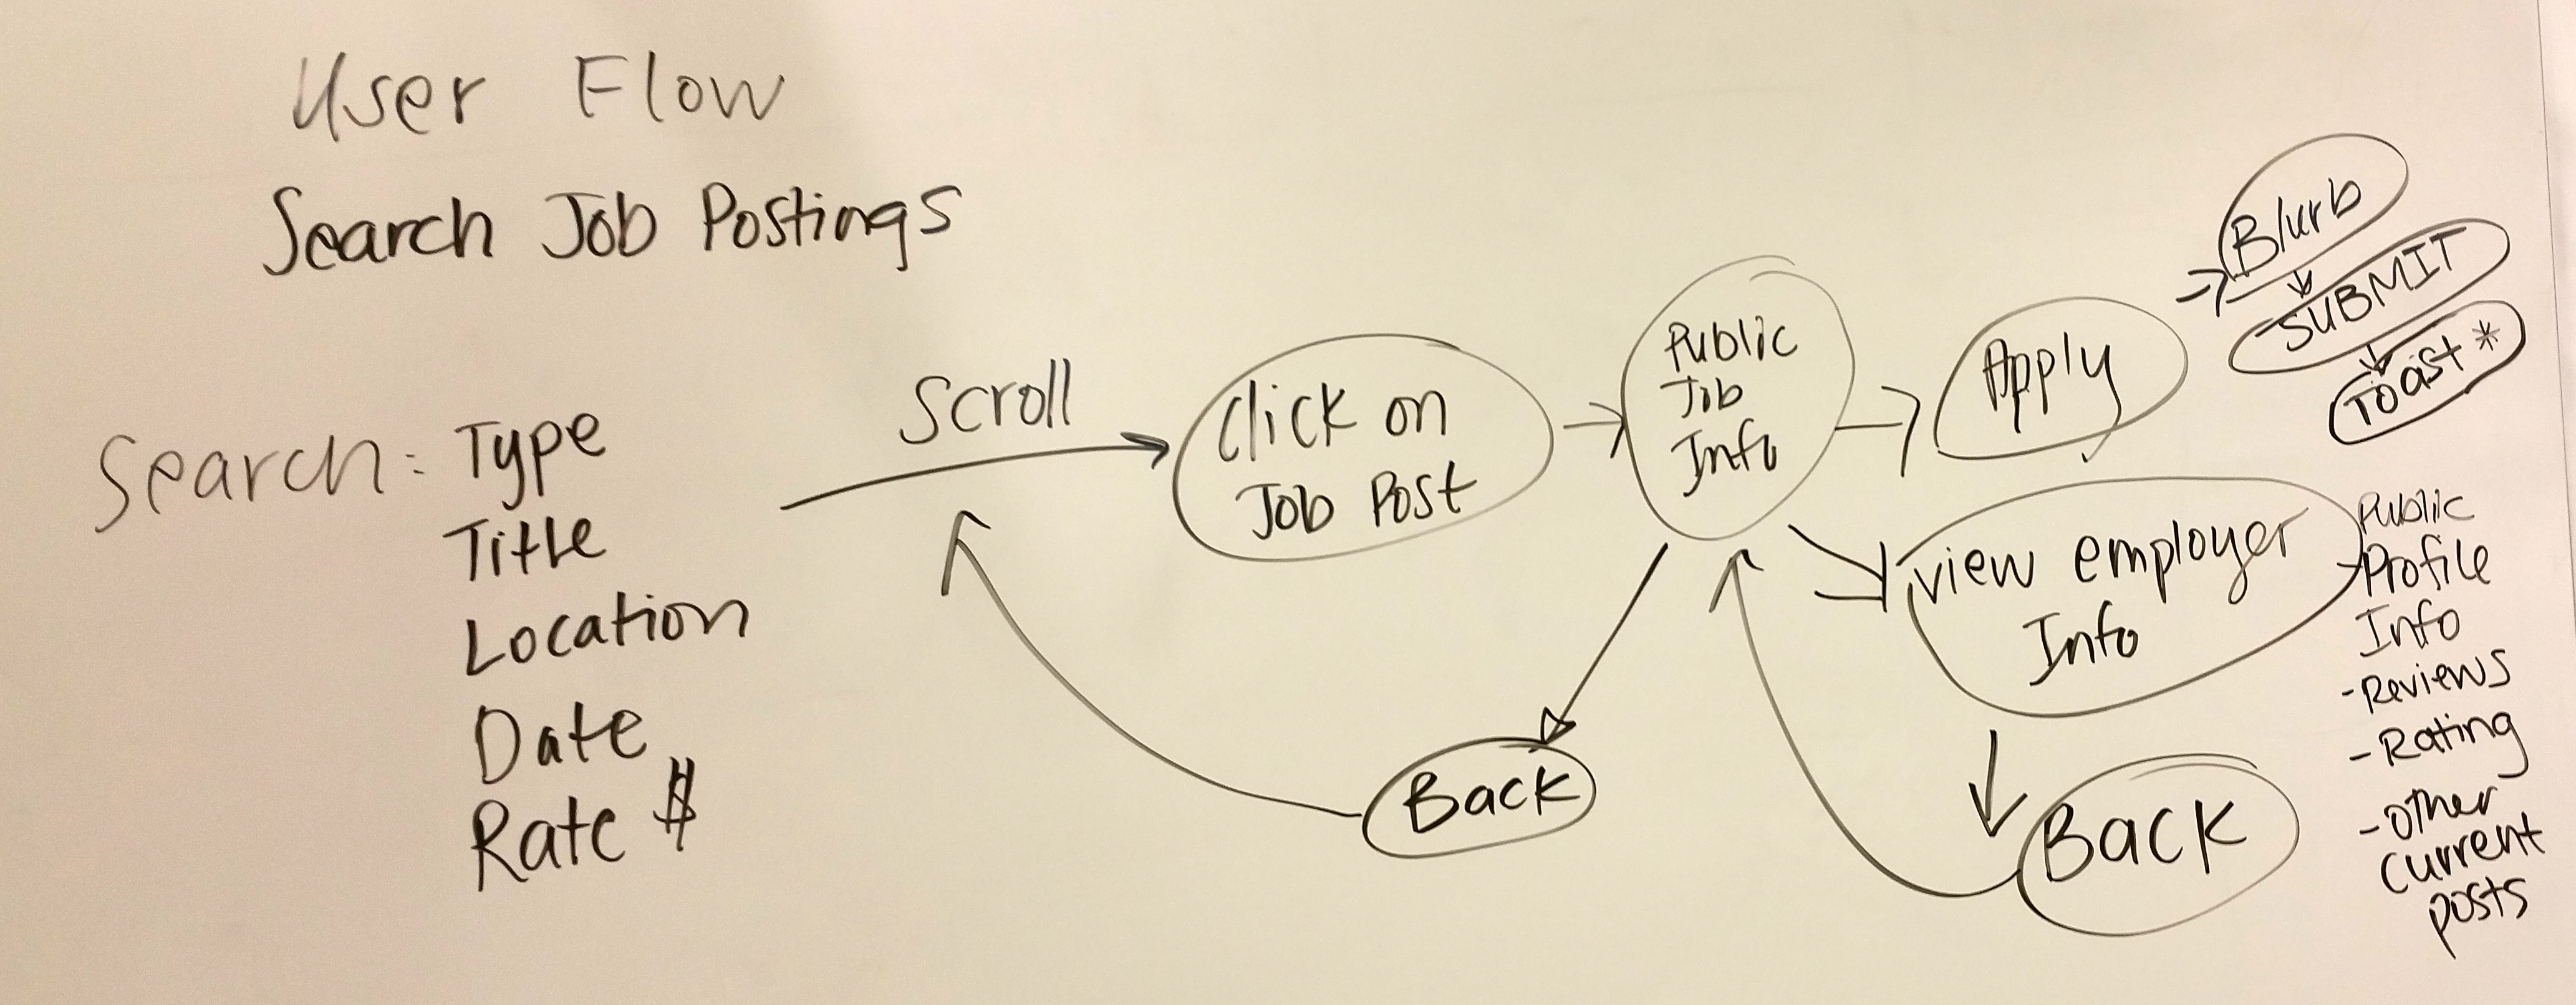 User Flow
Search Job Postings
Search: Type
Title
Location
Date
Rate $
Scroll
Click on
Job Post
Public
Job
Info
Apply
Blurb
SUBMIT
Toast *
View employer
Info
Public
Profile
Info
- Reviews
- Rating
- other
current
posts
Back
Back